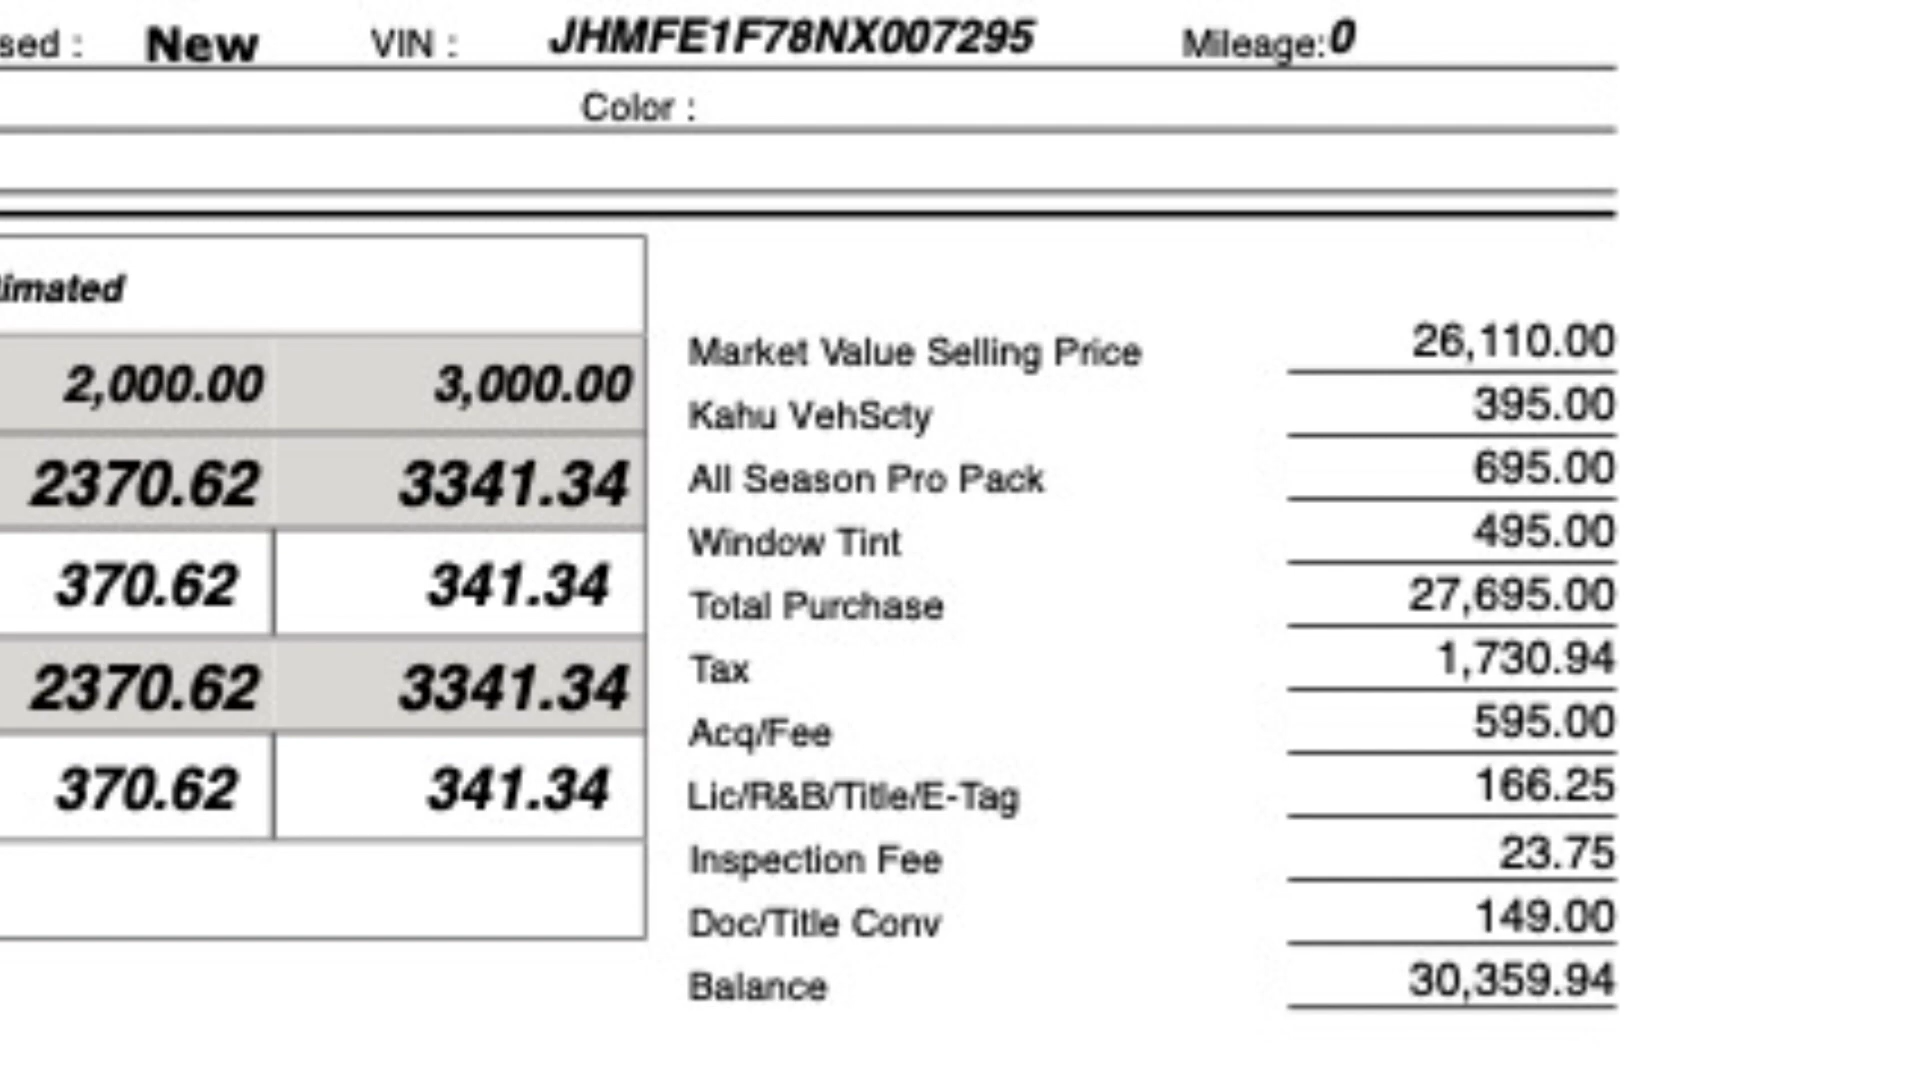 sed : New VIN : JHMFE1F78NX007295 Mileage:0
Color :
imated
2,000.00 3,000.00
2370.62 3341.34
370.62 341.34
2370.62 3341.34
370.62 341.34
Market Value Selling Price 26,110.00
Kahu VehScty 395.00
All Season Pro Pack 695.00
Window Tint 495.00
Total Purchase 27,695.00
Tax 1,730.94
Acq/Fee 595.00
Lic/R&B/Title/E-Tag 166.25
Inspection Fee 23.75
Doc/Title Conv 149.00
Balance 30,359.94